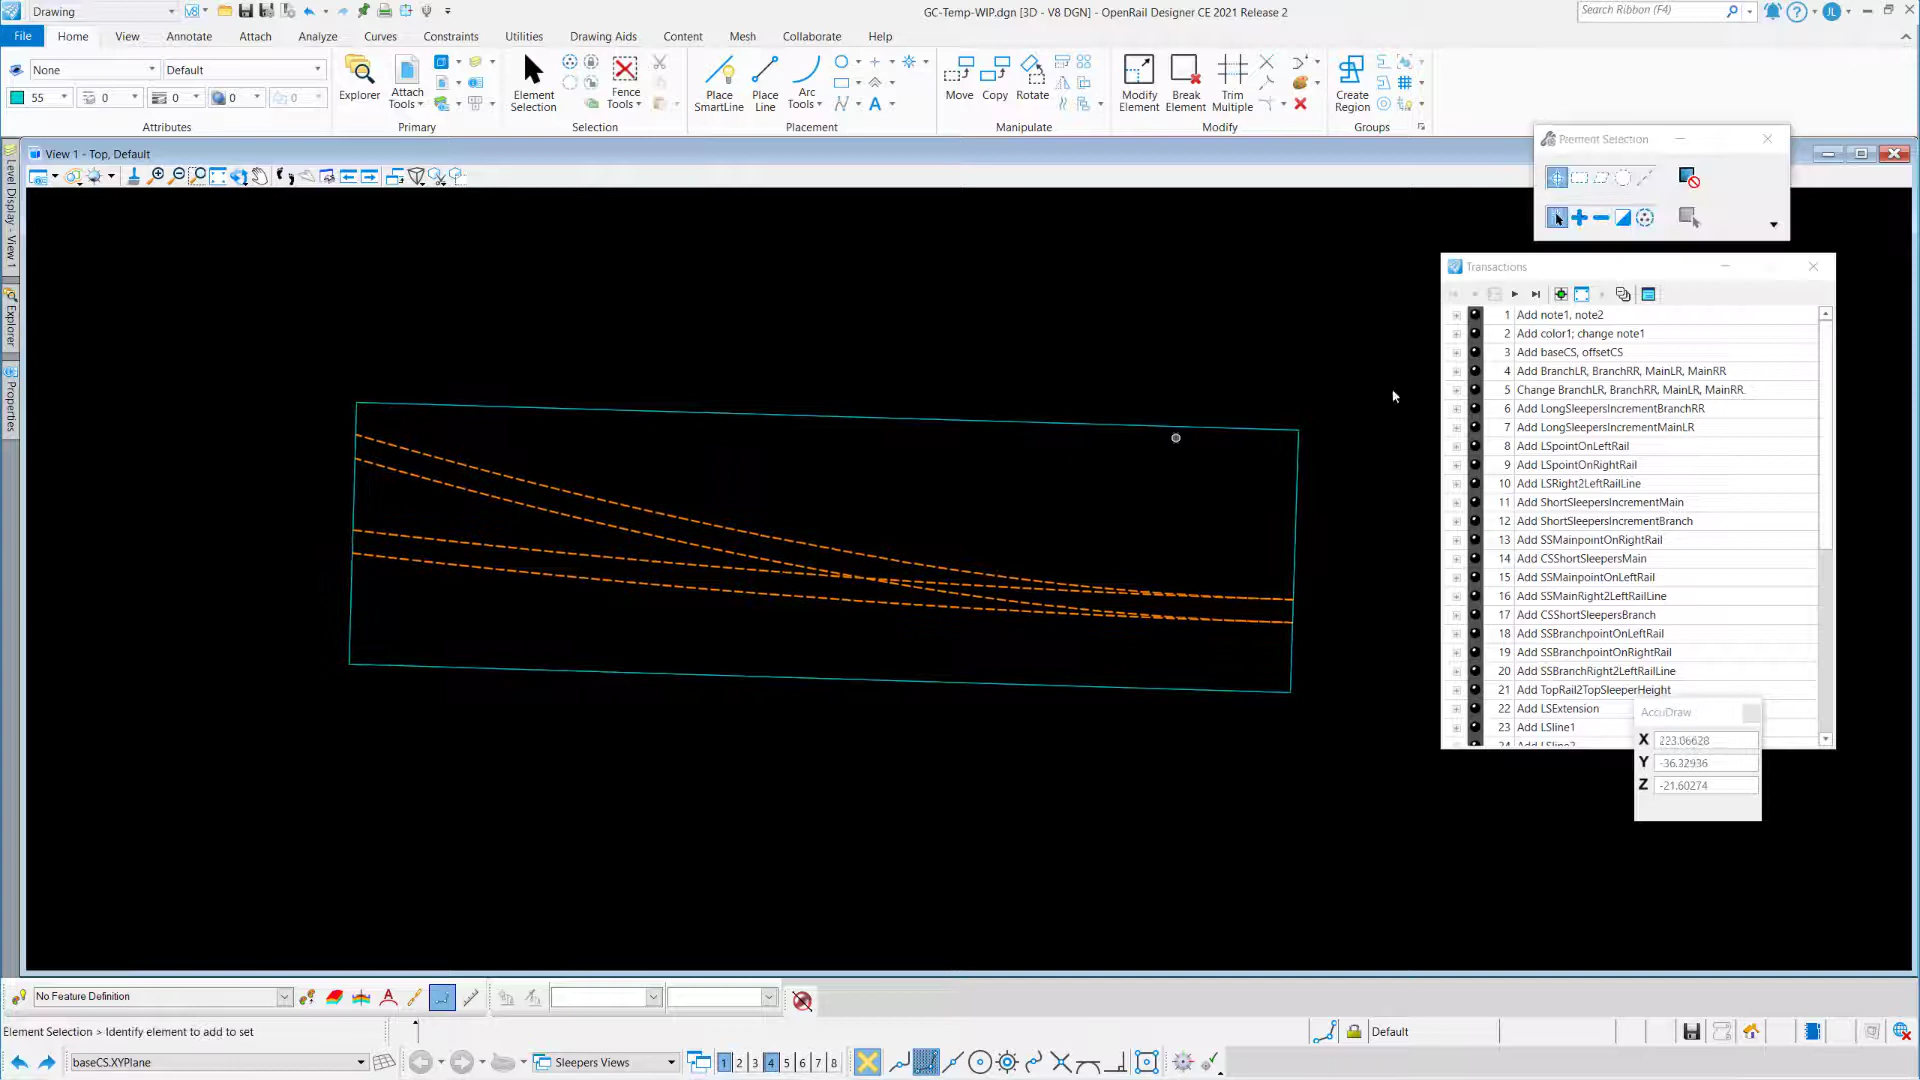 Drawing
GC-Temp-WIP.dgn [3D - V8 DGN] - OpenRail Designer CE 2021 Release 2
Search Ribbon (F4)
JL
File
Home
View
Annotate
Attach
Analyze
Curves
Constraints
Utilities
Drawing Aids
Content
Mesh
Collaborate
Help
None
Default
55
0
0
0
0
Attributes
Explorer
Attach Tools
Primary
Element Selection
Fence Tools
Selection
Place SmartLine
Place Line
Arc Tools
Placement
Move
Copy
Rotate
Manipulate
Modify Element
Break Element
Trim Multiple
Modify
Create Region
Groups
View 1 - Top, Default
Level Display - View 1
Explorer
Properties
Transactions
1 Add note1, note2
2 Add color1; change note1
3 Add baseCS, offsetCS
4 Add BranchLR, BranchRR, MainLR, MainRR
5 Change BranchLR, BranchRR, MainLR, MainRR
6 Add LongSleepersIncrementBranchRR
7 Add LongSleepersIncrementMainLR
8 Add LSpointOnLeftRail
9 Add LSpointOnRightRail
10 Add LSRight2LeftRailLine
11 Add ShortSleepersIncrementMain
12 Add ShortSleepersIncrementBranch
13 Add SSMainpointOnRightRail
14 Add CSShortSleepersMain
15 Add SSMainpointOnLeftRail
16 Add SSMainRight2LeftRailLine
17 Add CSShortSleepersBranch
18 Add SSBranchpointOnLeftRail
19 Add SSBranchpointOnRightRail
20 Add SSBranchRight2LeftRailLine
21 Add TopRail2TopSleeperHeight
22 Add LSExtension
23 Add LSline1
AccuDraw
X 223.06628
Y -36.32936
Z -21.60274
No Feature Definition
Element Selection > Identify element to add to set
Default
baseCS.XYPlane
Sleepers Views
1 2 3 4 5 6 7 8